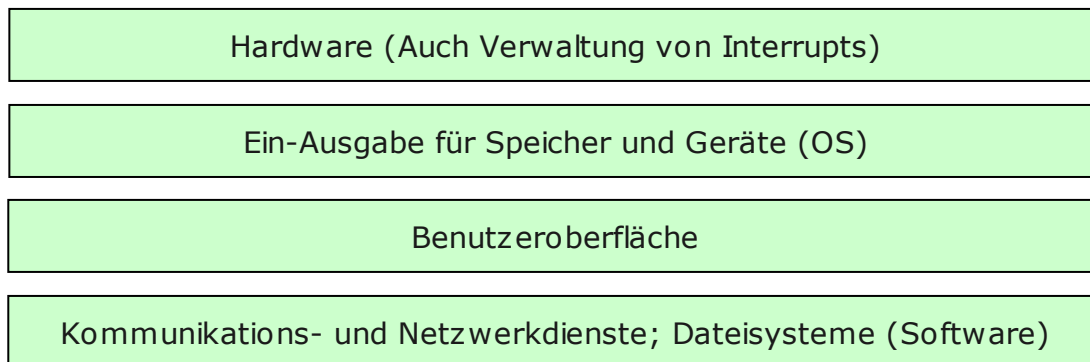 Hardware (Auch Verwaltung von Interrupts)
Ein-Ausgabe für Speicher und Geräte (OS)
Benutzeroberfläche
Kommunikations- und Netzwerkdienste; Dateisysteme (Software)